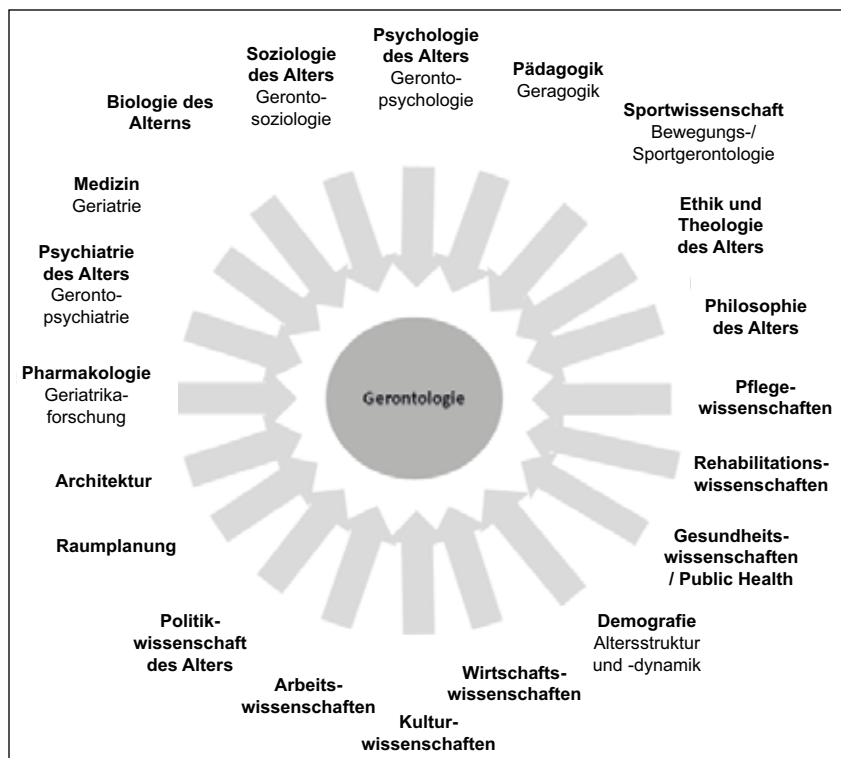 Psychologie
des Alters
Geronto-
psychologie
Soziologie
des Alters
Geronto-
soziologie
Pädagogik
Geragogik
Biologie des
Alterns
Sportwissenschaft
Bewegungs-/
Sportgerontologie
Medizin
Geriatrie
Ethik und
Theologie
des Alters
Psychiatrie
des Alters
Geronto-
psychiatrie
Philosophie
des Alters
Pharmakologie
Geriatrika-
forschung
Gerontologie
Pflege-
wissenschaften
Architektur
Rehabilitations-
wissenschaften
Raumplanung
Gesundheits-
wissenschaften
/ Public Health
Politik-
wissenschaft
des Alters
Demografie
Altersstruktur
und -dynamik
Arbeits-
wissenschaften
Wirtschafts-
wissenschaften
Kultur-
wissenschaften